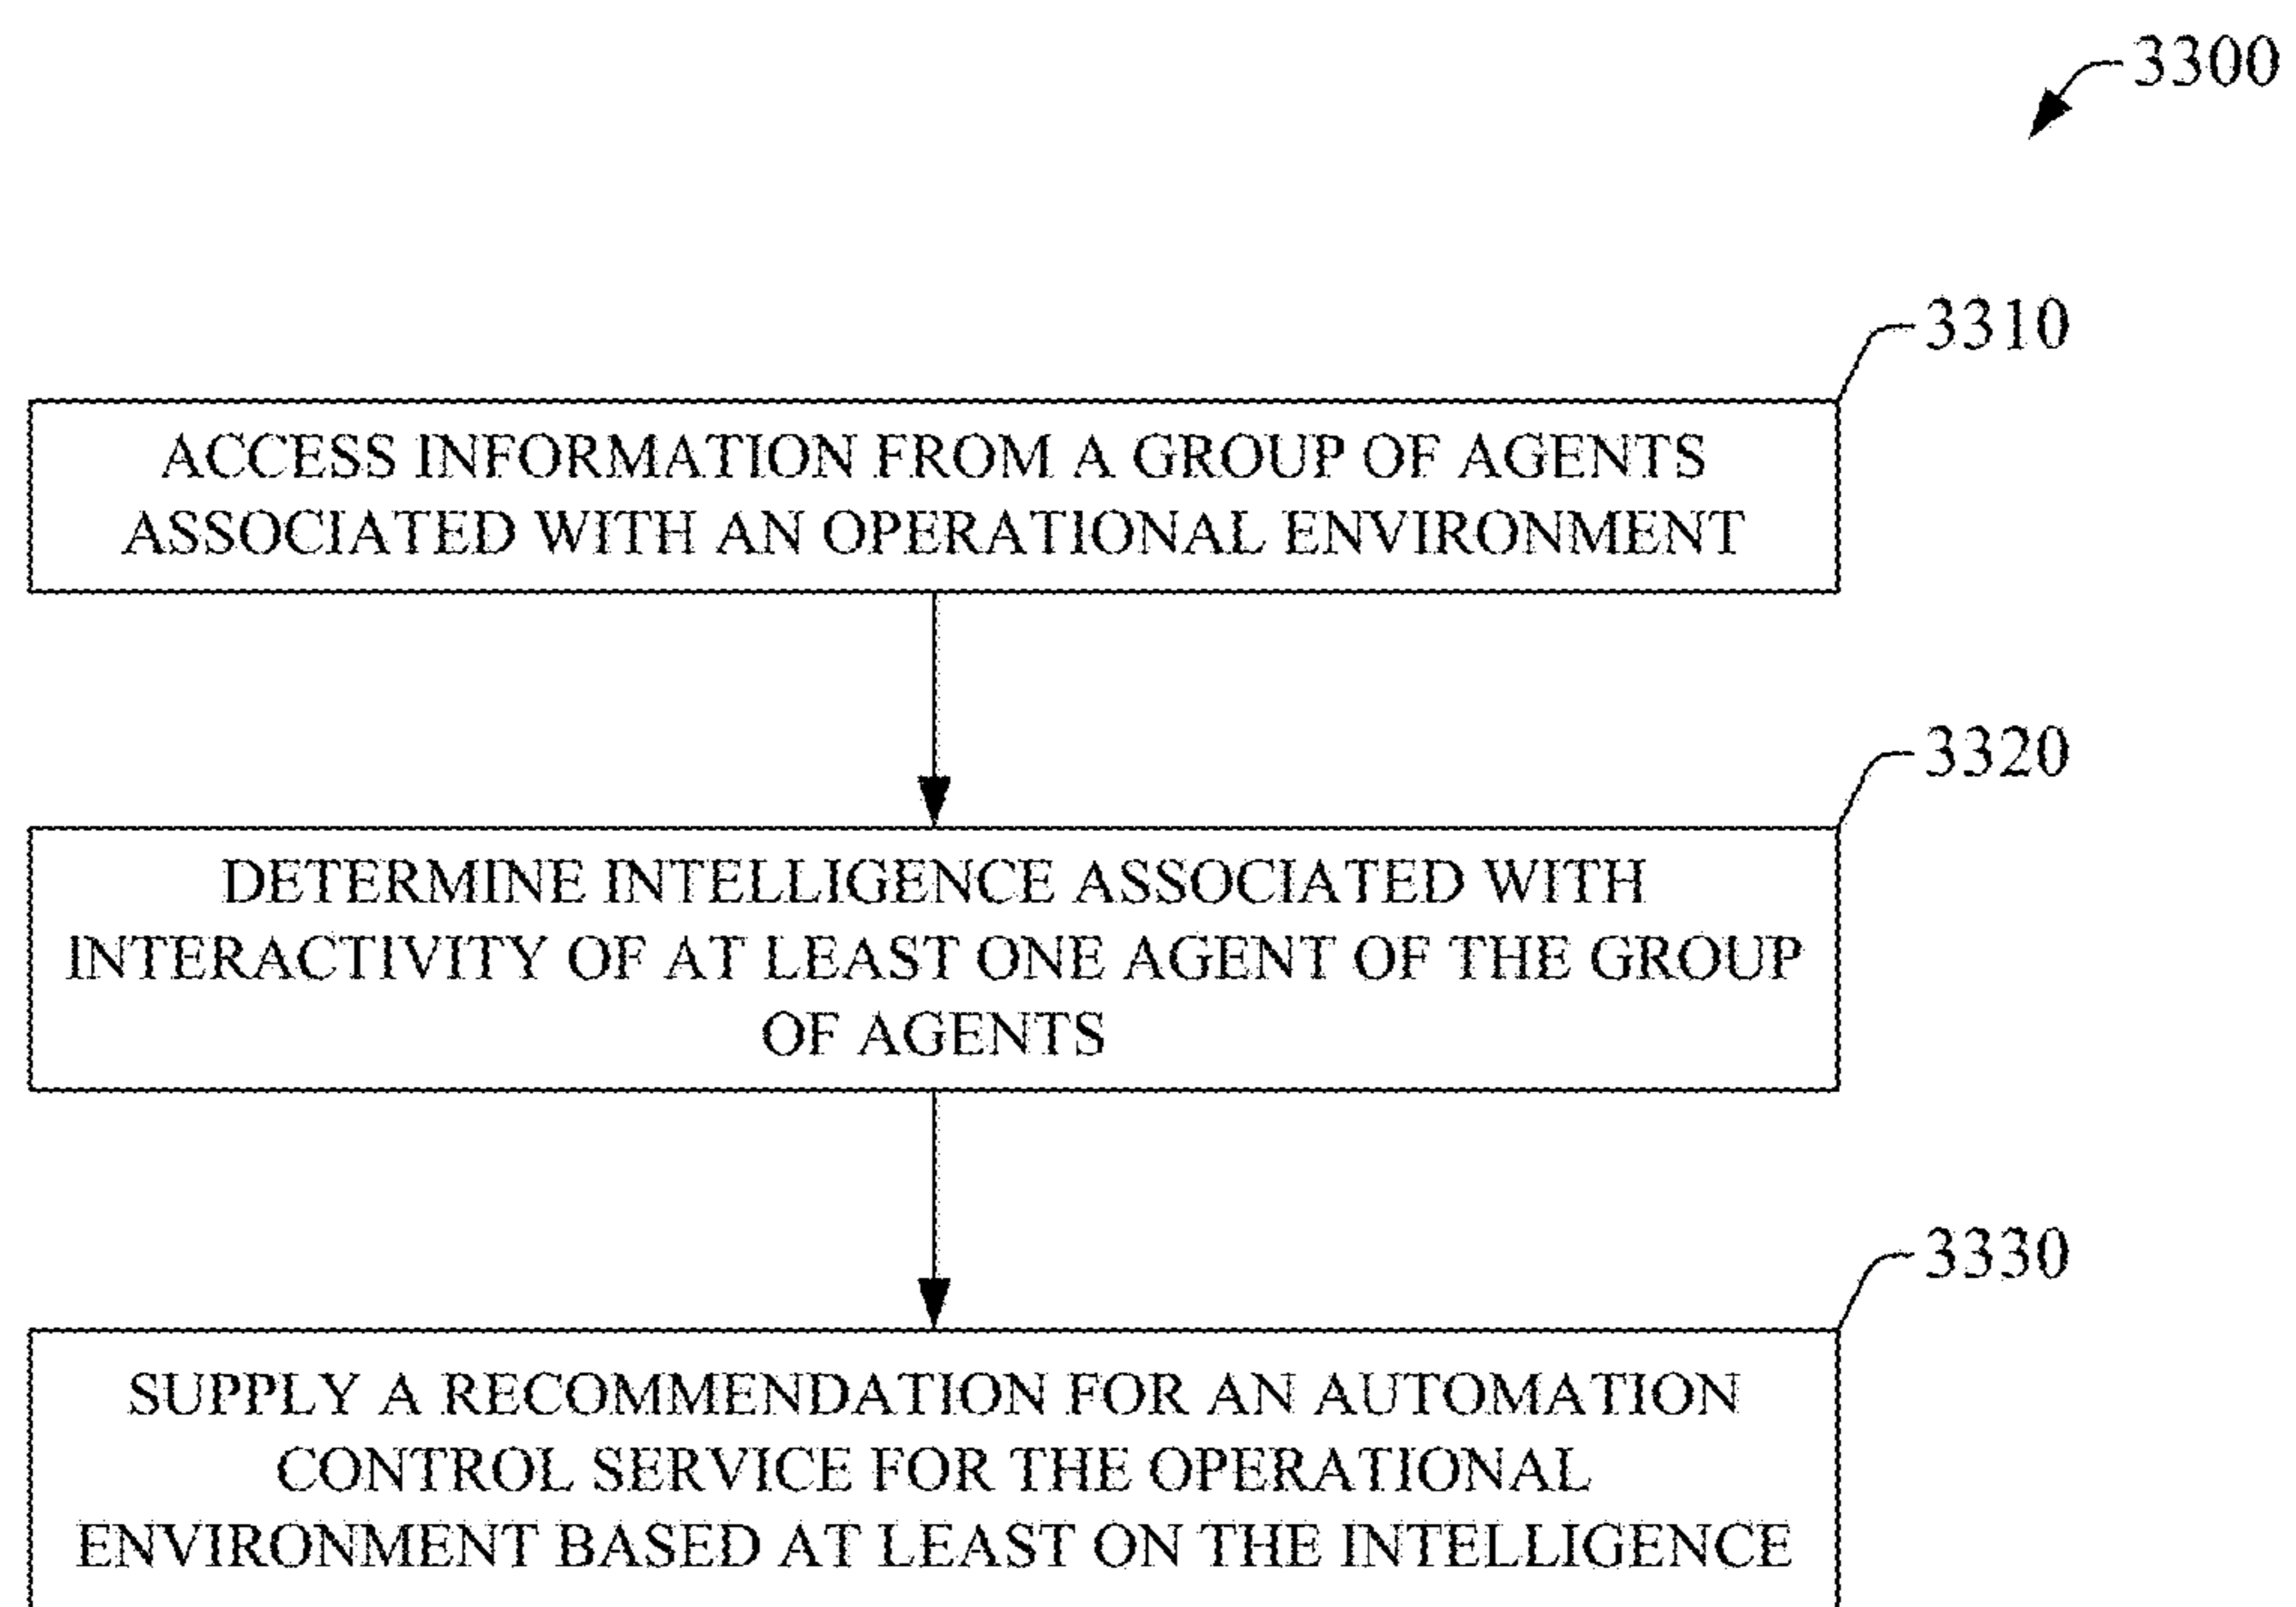 3300
3310
ACCESS INFORMATION FROM A GROUP OF AGENTS
ASSOCIATED WITH AN OPERATIONAL ENVIRONMENT
3320
DETERMINE INTELLIGENCE ASSOCIATED WITH
INTERACTIVITY OF AT LEAST ONE AGENT OF THE GROUP
OF AGENTS
3330
SUPPLY A RECOMMENDATION FOR AN AUTOMATION
CONTROL SERVICE FOR THE OPERATIONAL
ENVIRONMENT BASED AT LEAST ON THE INTELLIGENCE